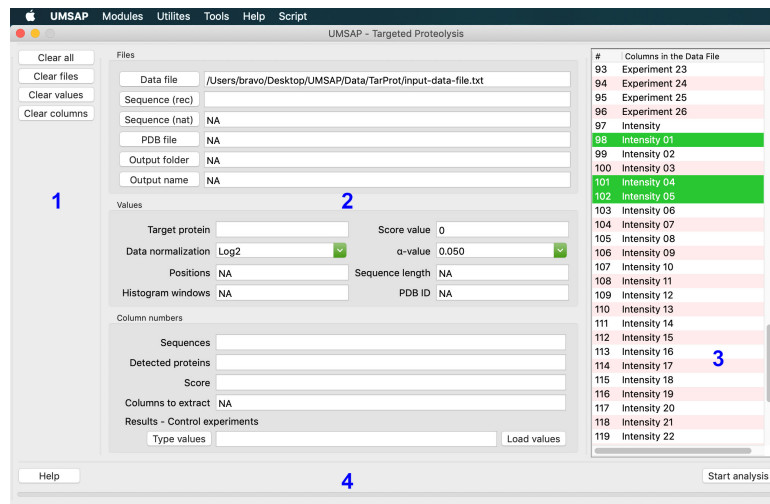 UMSAP Modules Utilites Tools Help Script
UMSAP - Targeted Proteolysis
Clear all
Clear files
Clear values
Clear columns
1
Files
Data file /Users/bravo/Desktop/UMSAP/Data/TarProt/input-data-file.txt
Sequence (rec)
Sequence (nat) NA
PDB file NA
Output folder NA
Output name NA
2
Values
Target protein Score value 0
Data normalization Log2 α-value 0.050
Positions NA Sequence length NA
Histogram windows NA PDB ID NA
Column numbers
Sequences
Detected proteins
Score
Columns to extract NA
Results - Control experiments
Type values Load values
# Columns in the Data File
93 Experiment 23
94 Experiment 24
95 Experiment 25
96 Experiment 26
97 Intensity
98 Intensity 01
99 Intensity 02
100 Intensity 03
101 Intensity 04
102 Intensity 05
103 Intensity 06
104 Intensity 07
105 Intensity 08
106 Intensity 09
107 Intensity 10
108 Intensity 11
109 Intensity 12
110 Intensity 13
111 Intensity 14
112 Intensity 15
113 Intensity 16
114 Intensity 17
115 Intensity 18
116 Intensity 19
117 Intensity 20
118 Intensity 21
119 Intensity 22
3
Help
4
Start analysis